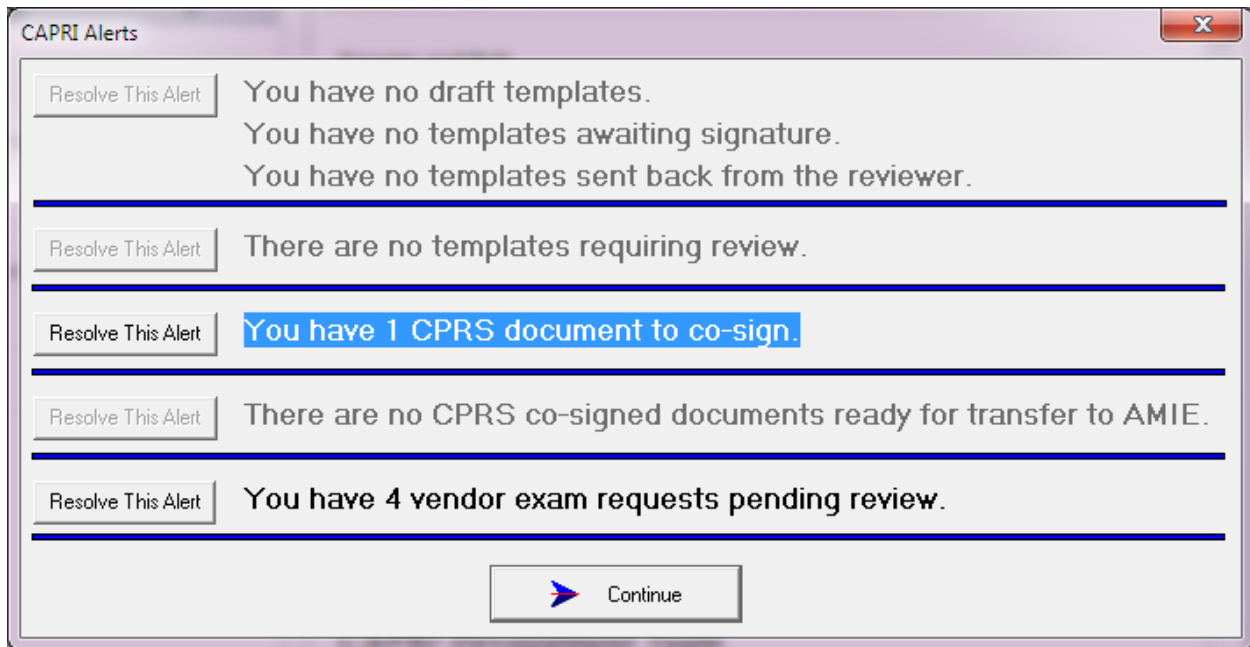 CAPRI Alerts
Resolve This Alert
You have no draft templates.
You have no templates awaiting signature.
You have no templates sent back from the reviewer.
Resolve This Alert
There are no templates requiring review.
Resolve This Alert
You have 1 CPRS document to co-sign.
Resolve This Alert
There are no CPRS co-signed documents ready for transfer to AMIE.
Resolve This Alert
You have 4 vendor exam requests pending review.
Continue